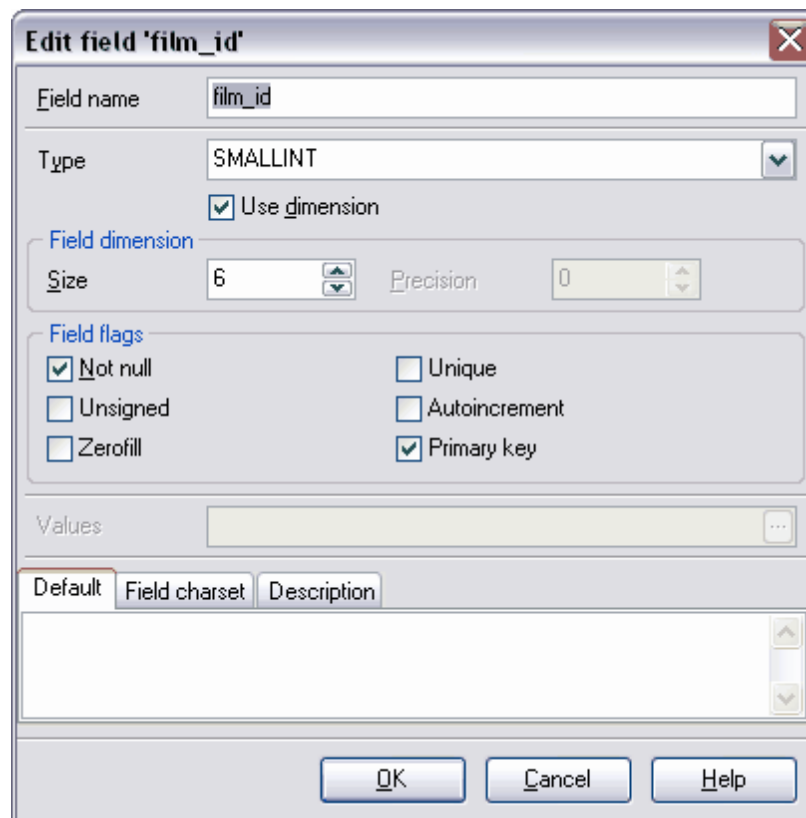 Edit field 'film_id'
Field name film_id
Type SMALLINT
Use dimension
Field dimension
Size 6 Precision 0
Field flags
Not null Unique
Unsigned Autoincrement
Zerofill Primary key
Values ...
Default Field charset Description
OK Cancel Help